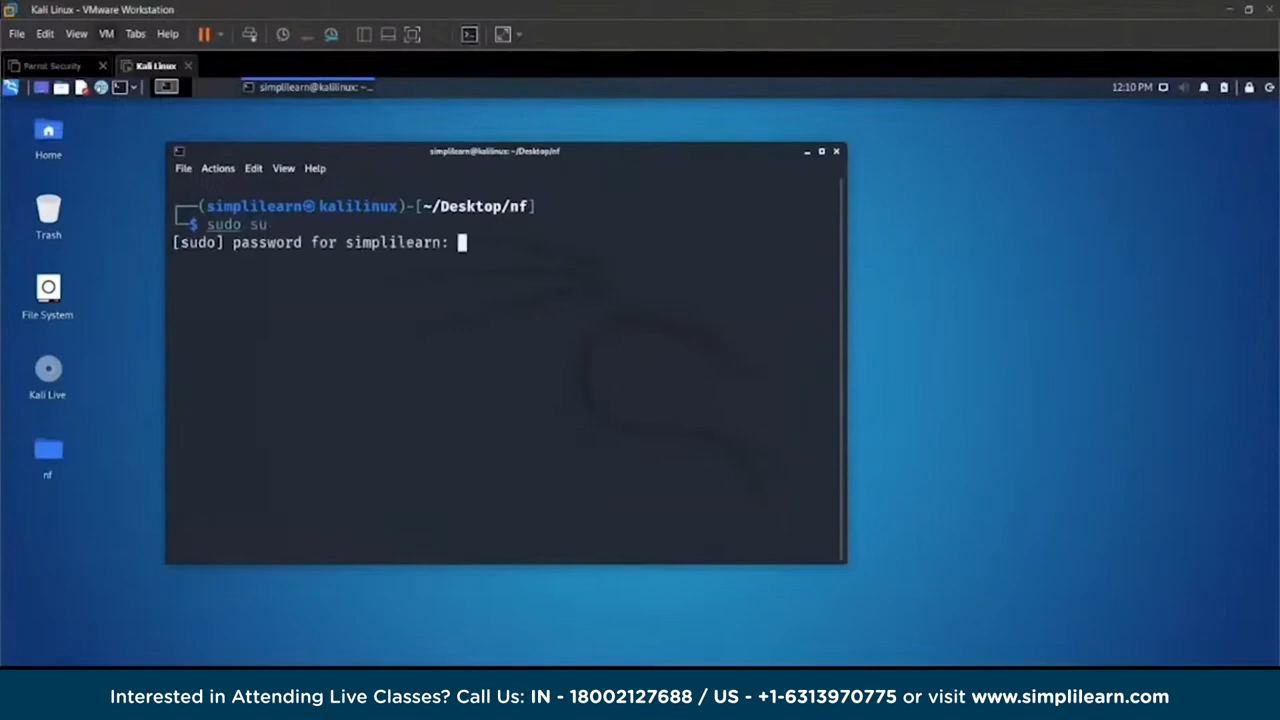 Kali Linux - VMware Workstation
File Edit View VM Tabs Help
Parrot Security Kali Linux
simplilearn@kalilinux: ~... 12:10 PM
simplilearn@kalilinux: ~/Desktop/nf
File Actions Edit View Help
(simplilearn㉿kalilinux)-[~/Desktop/nf]
$ sudo su
[sudo] password for simplilearn:
Home
Trash
File System
Kali Live
nf
Interested in Attending Live Classes? Call Us: IN - 18002127688 / US - +1-6313970775 or visit www.simplilearn.com